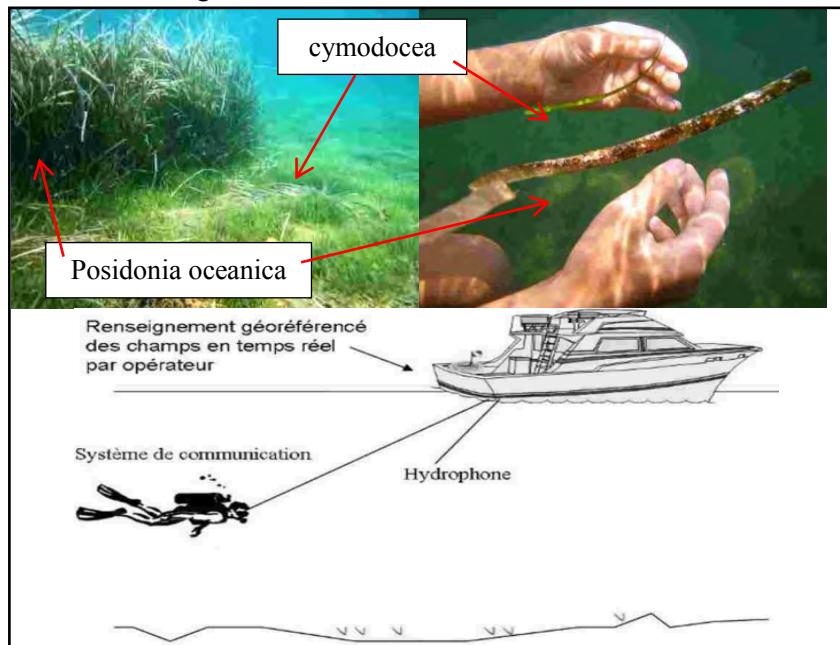 cymodocea
Posidonia oceanica
Renseignement géoréférencé
des champs en temps réel
par opérateur
Système de communication
Hydrophone